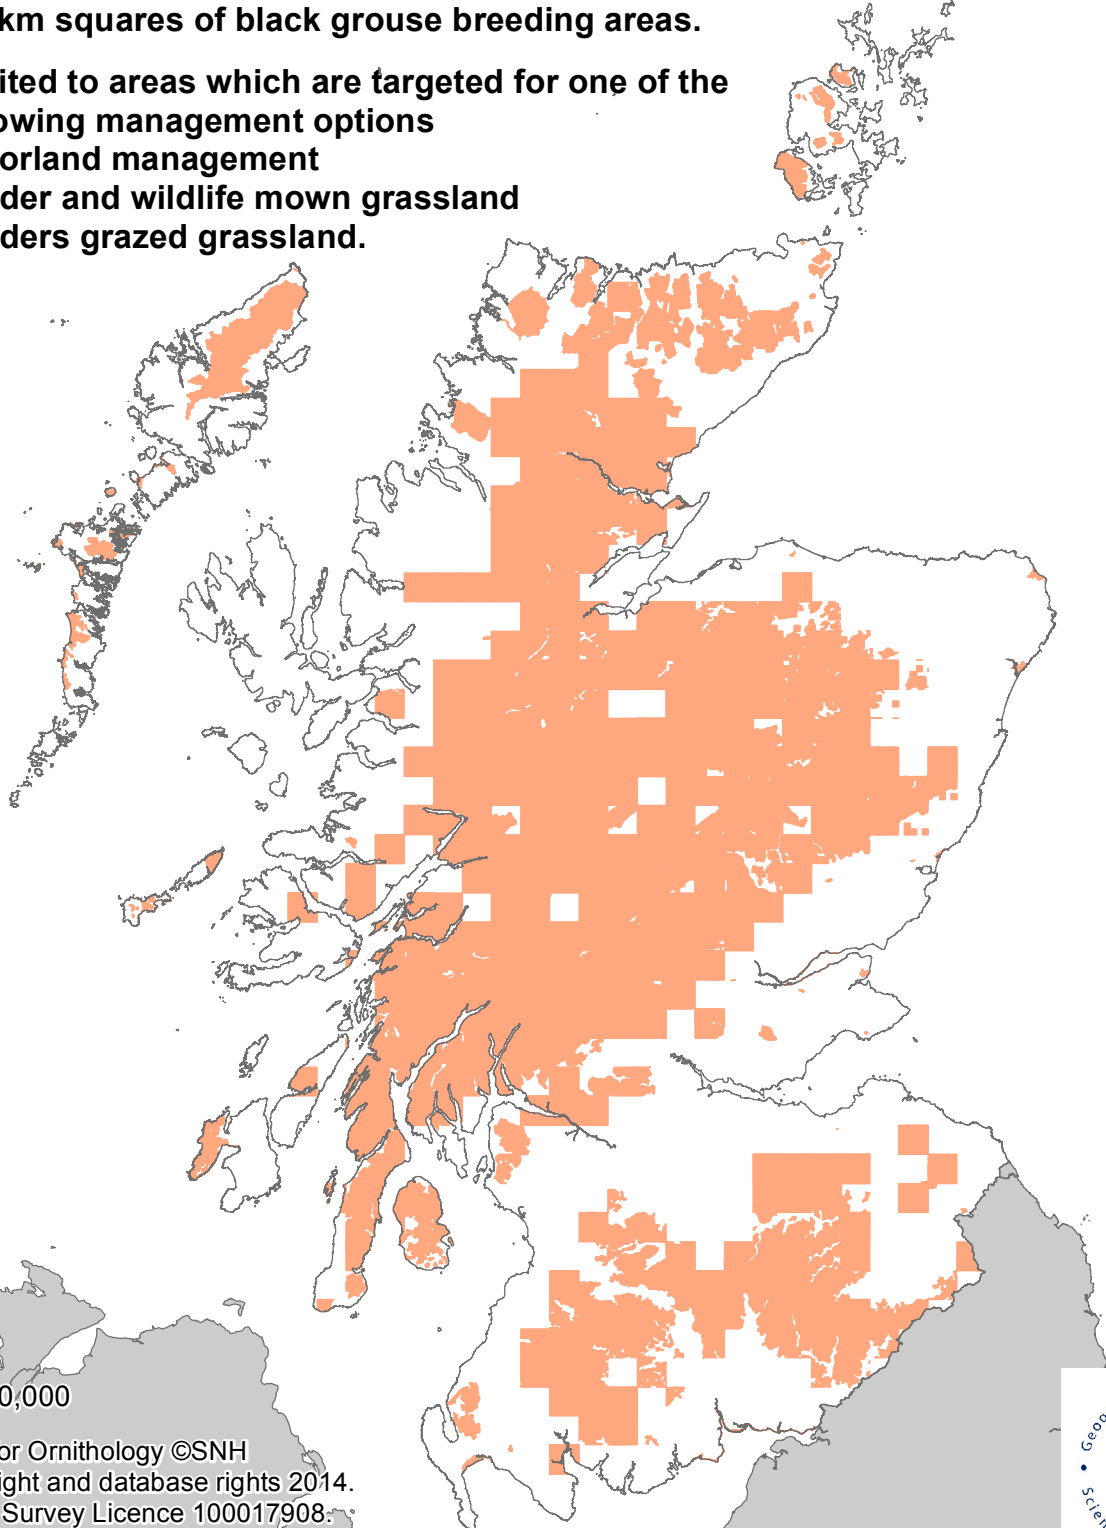 km squares of black grouse breeding areas.
ited to areas which are targeted for one of the
owing management options
orland management
der and wildlife mown grassland
ders grazed grassland.
0,000
or Ornithology ©SNH
ight and database rights 2014.
Survey Licence 100017908.
Geog
Scien